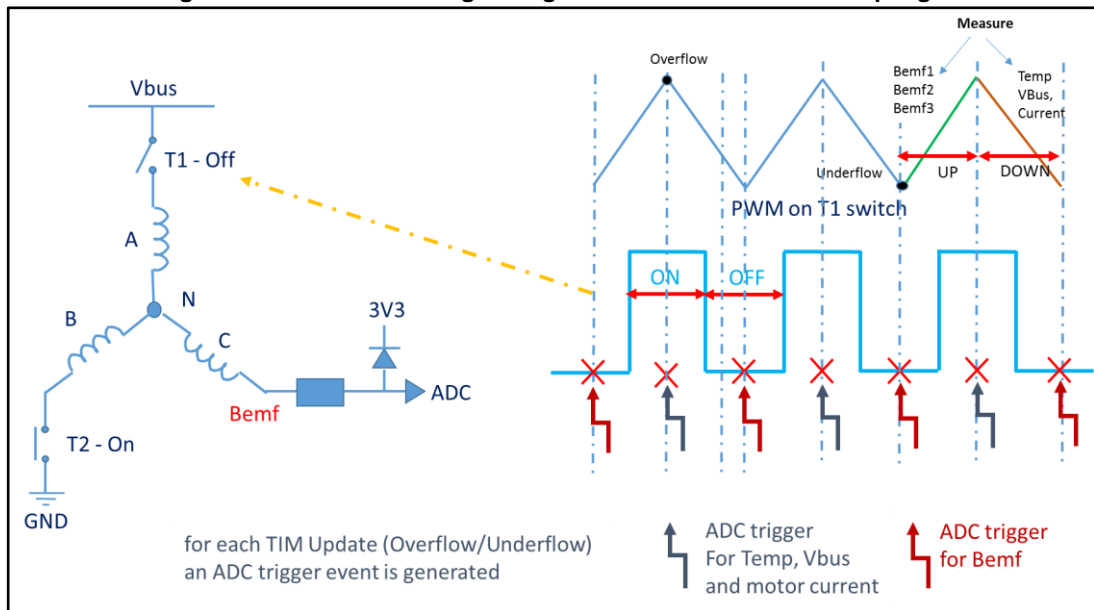 Measure
Overflow
Bemf1
Bemf2
Bemf3
Temp
VBus,
Current
Vbus
T1 - Off
UP
DOWN
Underflow
PWM on T1 switch
A
N
B
C
ON
OFF
3V3
ADC
Bemf
T2 - On
GND
for each TIM Update (Overflow/Underflow)
an ADC trigger event is generated
ADC trigger
For Temp, Vbus
and motor current
ADC trigger
for Bemf